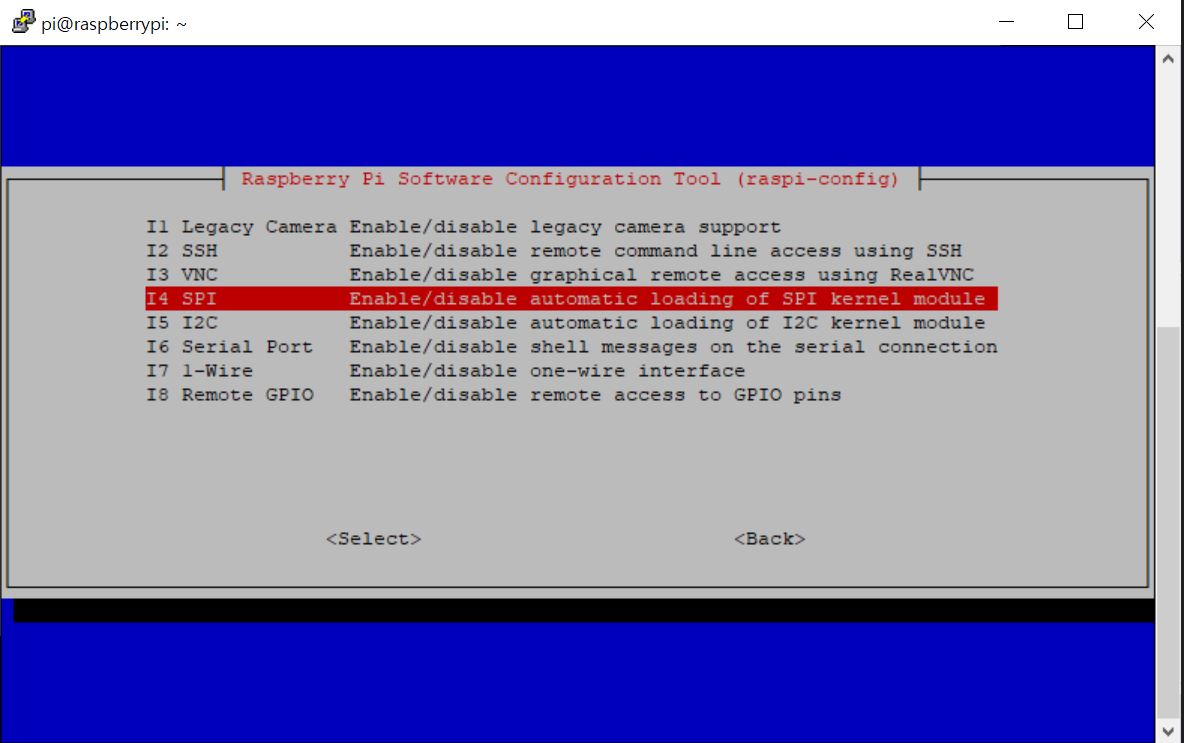 pi@raspberrypi: ~
Raspberry Pi Software Configuration Tool (raspi-config)
I1 Legacy Camera Enable/disable legacy camera support
I2 SSH Enable/disable remote command line access using SSH
I3 VNC Enable/disable graphical remote access using RealVNC
I4 SPI Enable/disable automatic loading of SPI kernel module
I5 I2C Enable/disable automatic loading of I2C kernel module
I6 Serial Port Enable/disable shell messages on the serial connection
I7 1-Wire Enable/disable one-wire interface
I8 Remote GPIO Enable/disable remote access to GPIO pins
<Select> <Back>